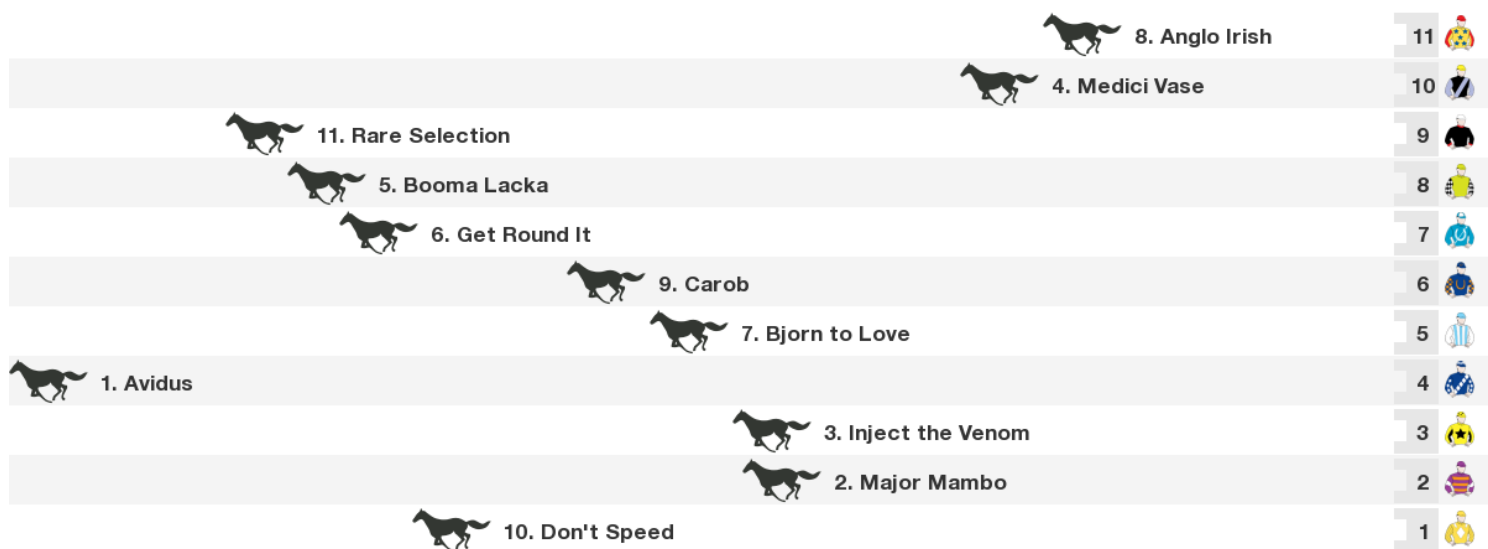 8. Anglo Irish 11
4. Medici Vase 10
11. Rare Selection 9
5. Booma Lacka 8
6. Get Round It 7
9. Carob 6
7. Bjorn to Love 5
1. Avidus 4
3. Inject the Venom 3
2. Major Mambo 2
10. Don't Speed 1